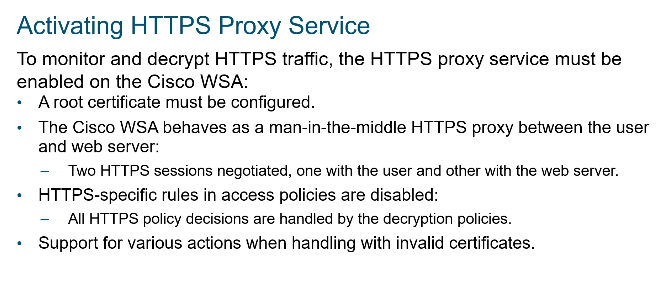 Activating HTTPS Proxy Service
To monitor and decrypt HTTPS traffic, the HTTPS proxy service must be
enabled on the Cisco WSA:
• A root certificate must be configured.
• The Cisco WSA behaves as a man-in-the-middle HTTPS proxy between the user
and web server:
– Two HTTPS sessions negotiated, one with the user and other with the web server.
• HTTPS-specific rules in access policies are disabled:
– All HTTPS policy decisions are handled by the decryption policies.
• Support for various actions when handling with invalid certificates.